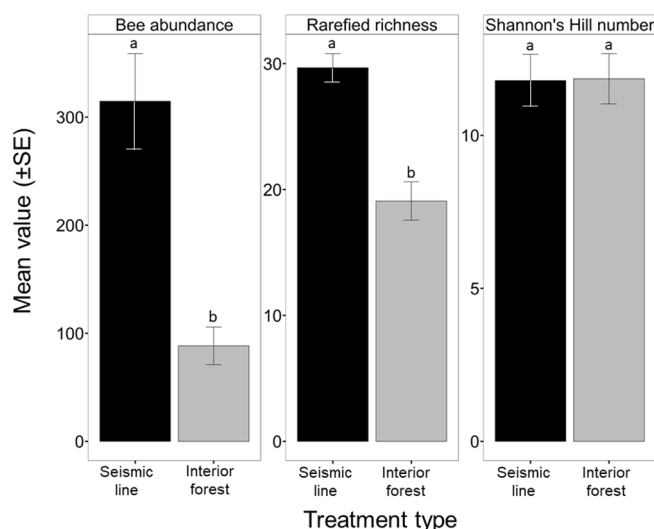 Bee abundance
Rarefied richness
Shannon's Hill number
Mean value (±SE)
300
200
100
0
a
b
30
20
10
0
a
b
10
5
0
a
a
Seismic line
Interior forest
Seismic line
Interior forest
Seismic line
Interior forest
Treatment type